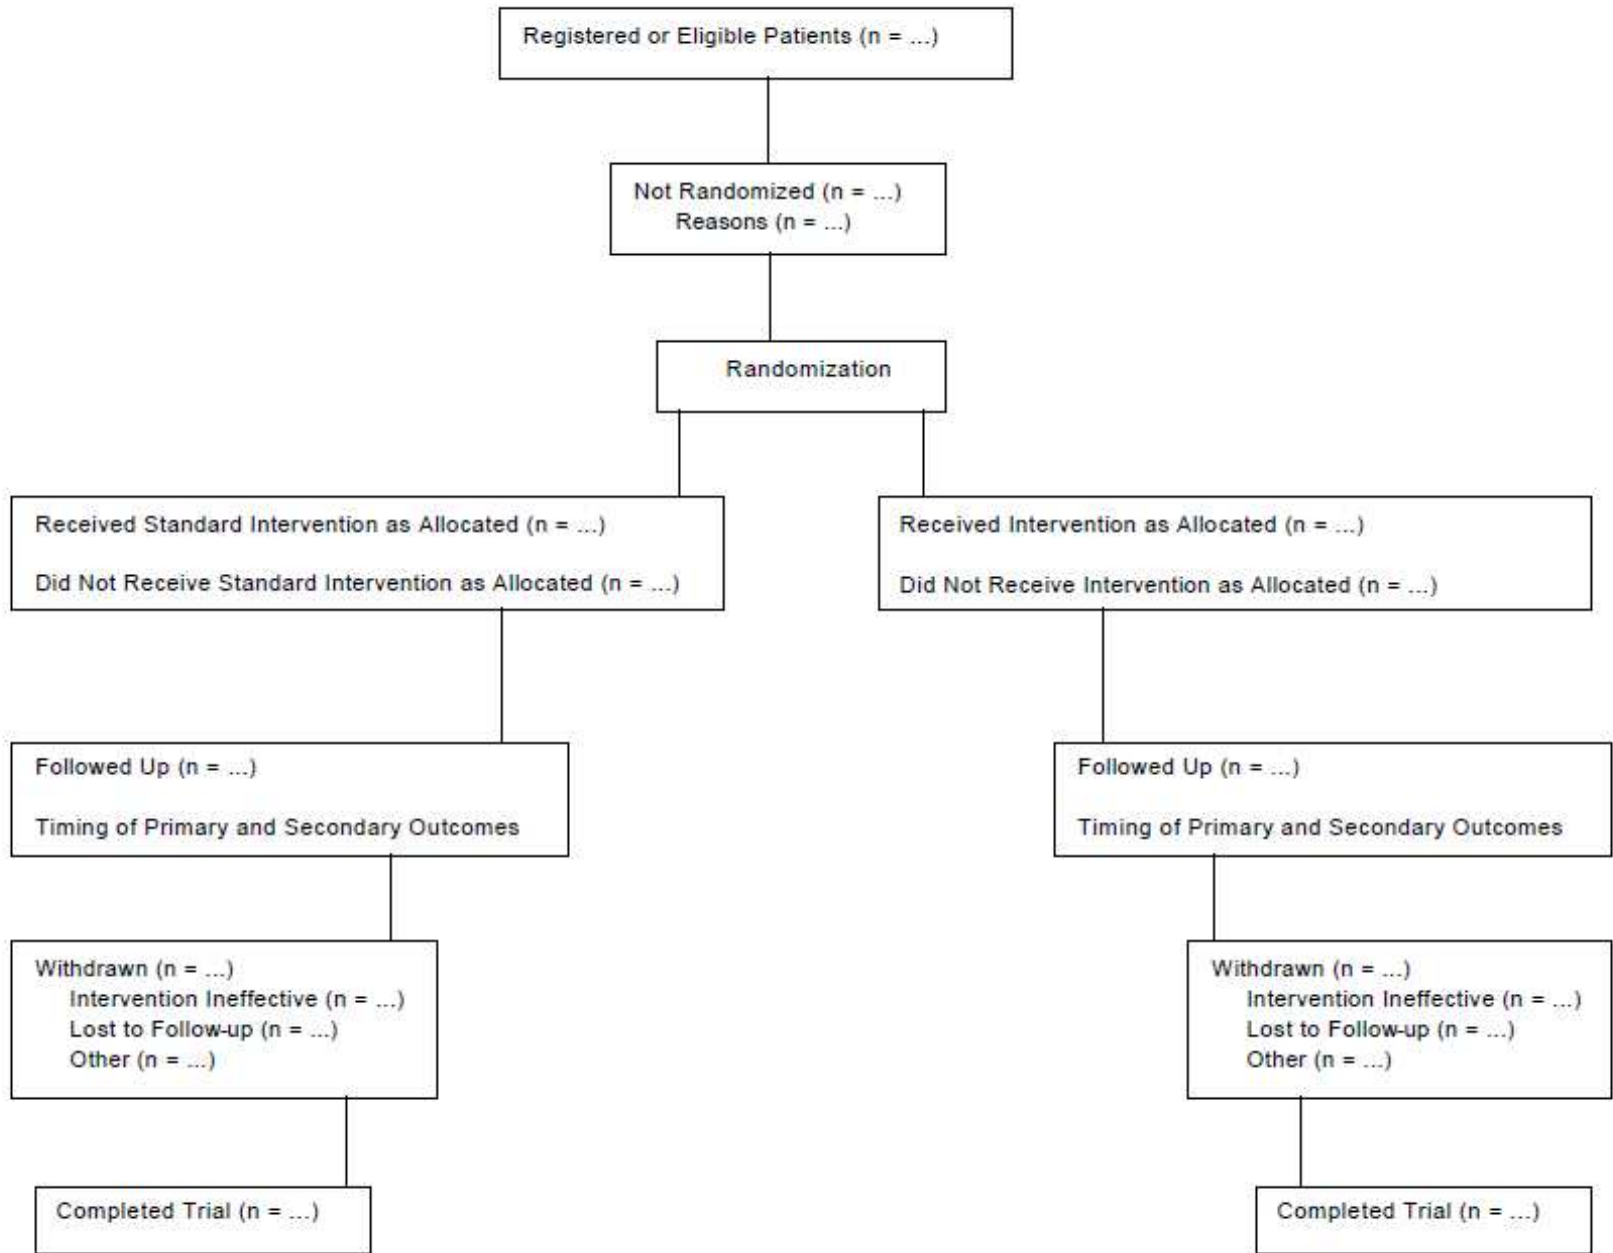 Registered or Eligible Patients (n = ...)
Not Randomized (n = ...)
Reasons (n = ...)
Randomization
Received Standard Intervention as Allocated (n = ...)
Did Not Receive Standard Intervention as Allocated (n = ...)
Received Intervention as Allocated (n = ...)
Did Not Receive Intervention as Allocated (n = ...)
Followed Up (n = ...)
Timing of Primary and Secondary Outcomes
Followed Up (n = ...)
Timing of Primary and Secondary Outcomes
Withdrawn (n = ...)
Intervention Ineffective (n = ...)
Lost to Follow-up (n = ...)
Other (n = ...)
Withdrawn (n = ...)
Intervention Ineffective (n = ...)
Lost to Follow-up (n = ...)
Other (n = ...)
Completed Trial (n = ...)
Completed Trial (n = ...)